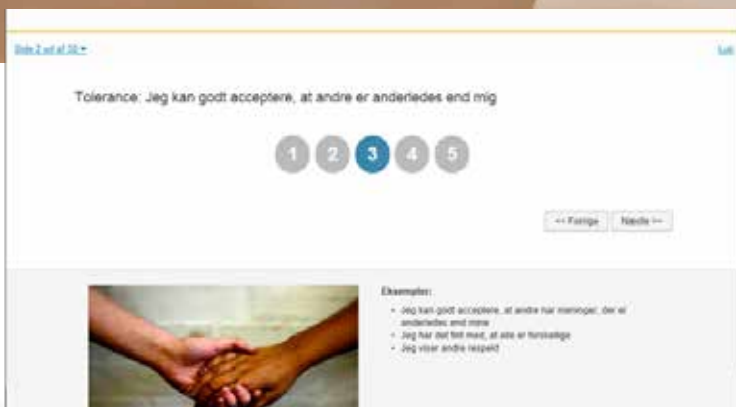 Side 2 ud af 32
Luk
Tolerance: Jeg kan godt acceptere, at andre er anderledes end mig
1 2 3 4 5
<< Forrige Næste >>
Eksempler:
• Jeg kan godt acceptere, at andre har meninger, der er
anderledes end mine
• Jeg har det fint med, at alle er forskellige
• Jeg viser andre respekt